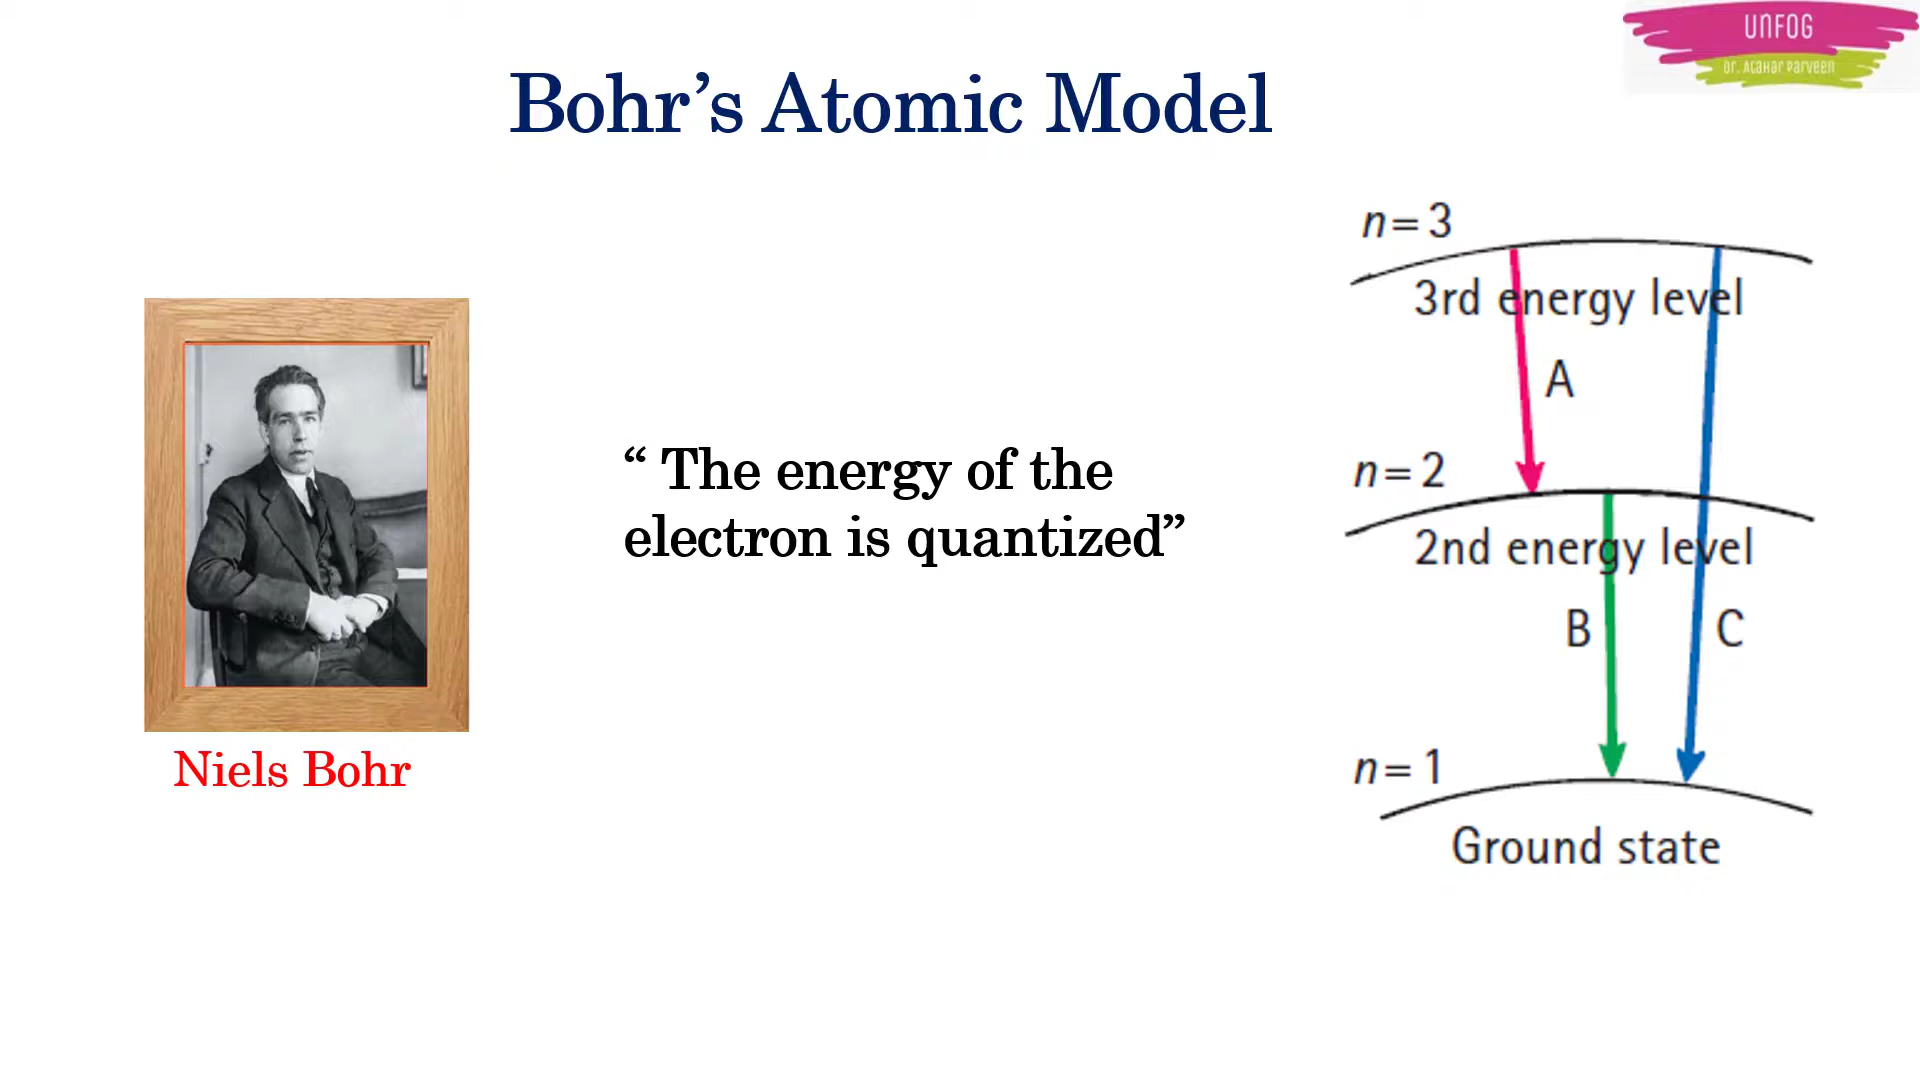 UNFOG
Dr. Atahar Parveen
Bohr’s Atomic Model
n=3
3rd energy level
A
“ The energy of the
electron is quantized”
n=2
2nd energy level
B
C
Niels Bohr
n=1
Ground state